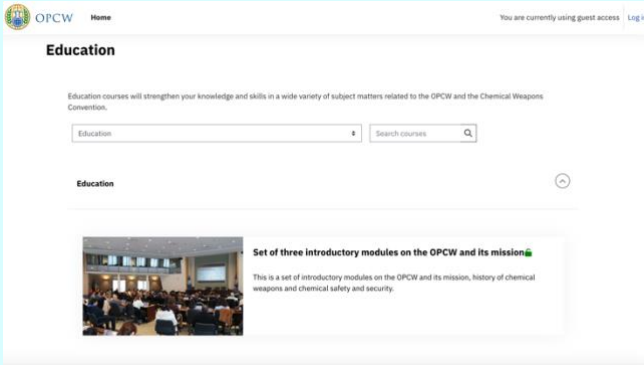 OPCW Home You are currently using guest access Log i
Education
Education courses will strengthen your knowledge and skills in a wide variety of subject matters related to the OPCW and the Chemical Weapons
Convention.
Education Search courses
Education
Set of three introductory modules on the OPCW and its mission
This is a set of introductory modules on the OPCW and its mission, history of chemical
weapons and chemical safety and security.